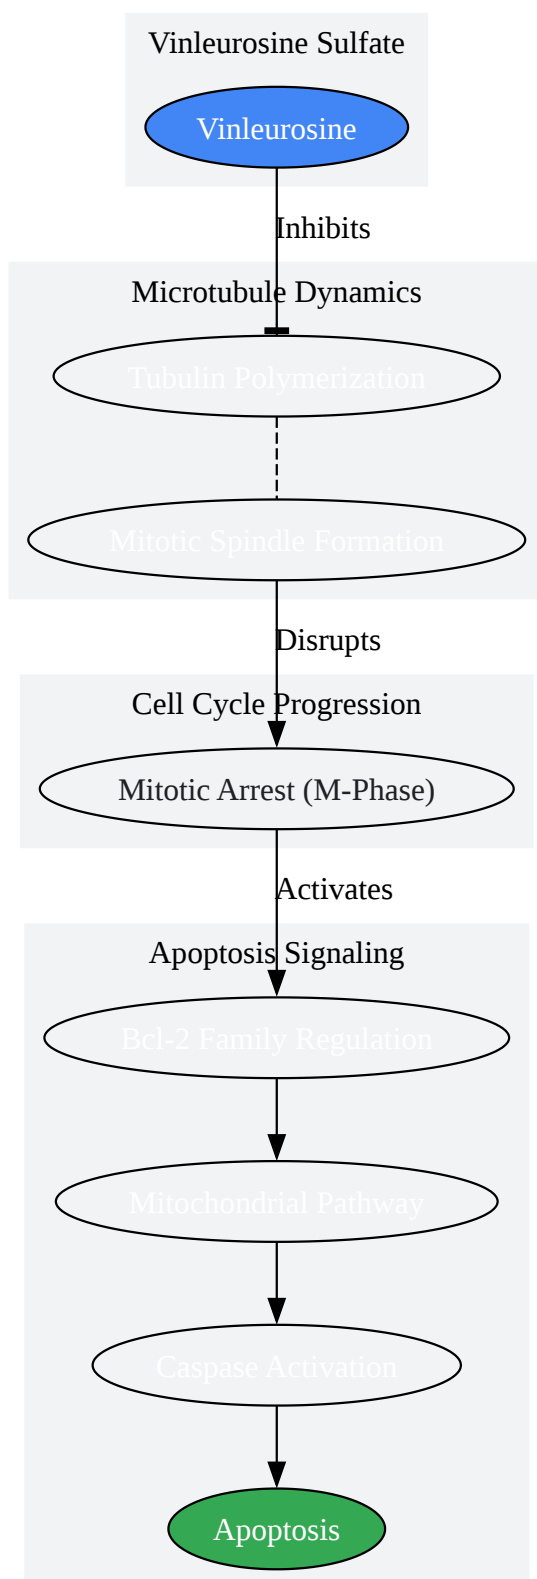 Vinleurosine Sulfate
Vinleurosine
Inhibits
Microtubule Dynamics
Tubulin Polymerization
Mitotic Spindle Formation
Disrupts
Cell Cycle Progression
Mitotic Arrest (M-Phase)
Activates
Apoptosis Signaling
Bcl-2 Family Regulation
Mitochondrial Pathway
Caspase Activation
Apoptosis